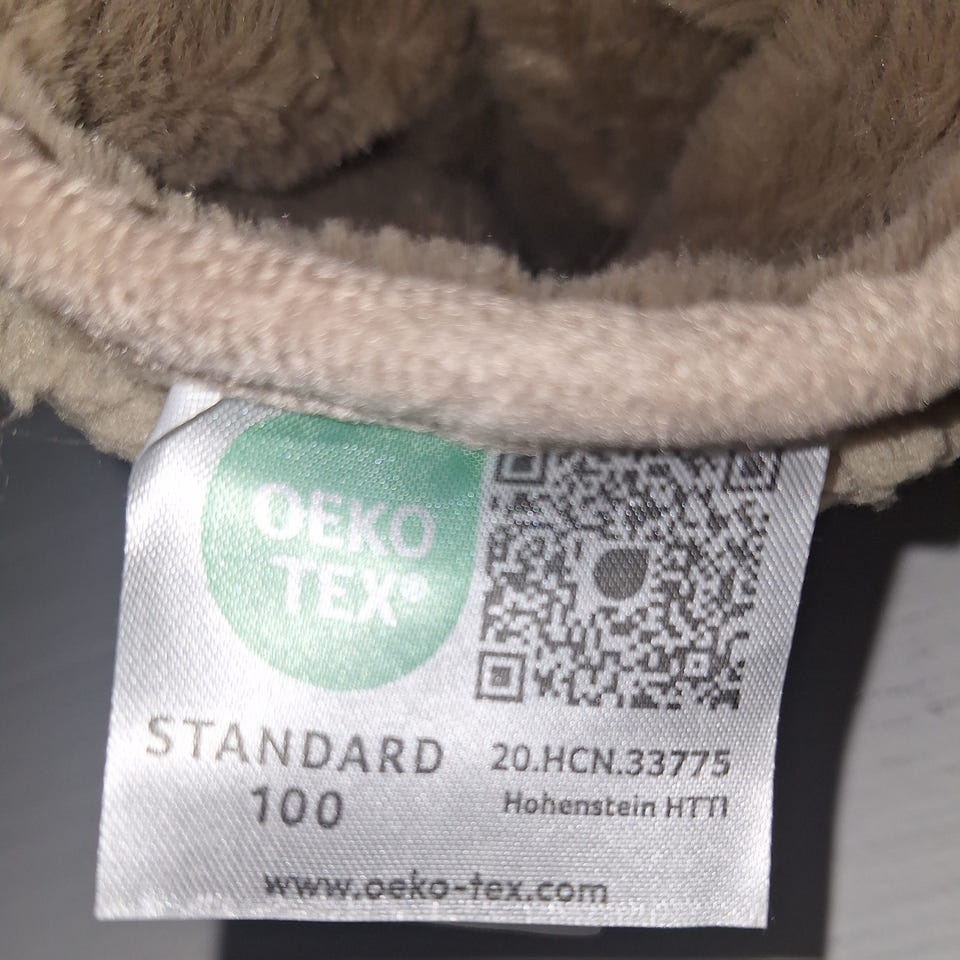 OEKO
TEX®
STANDARD
100
20.HCN.33775
Hohenstein HTTI
www.oeko-tex.com